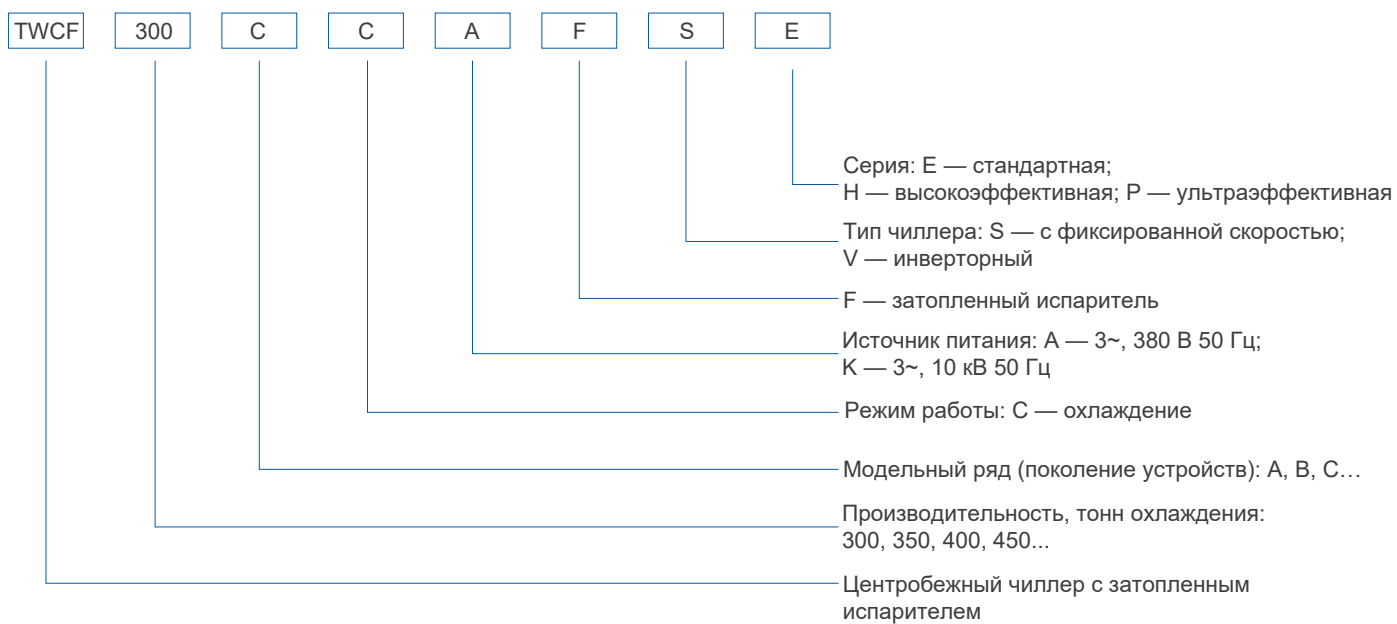 TWCF 300 C C A F S E
Серия: E — стандартная;
H — высокоэффективная; P — ультраэффективная
Тип чиллера: S — с фиксированной скоростью;
V — инверторный
F — затопленный испаритель
Источник питания: A — 3~, 380 В 50 Гц;
K — 3~, 10 кВ 50 Гц
Режим работы: C — охлаждение
Модельный ряд (поколение устройств): A, B, C…
Производительность, тонн охлаждения:
300, 350, 400, 450...
Центробежный чиллер с затопленным
испарителем